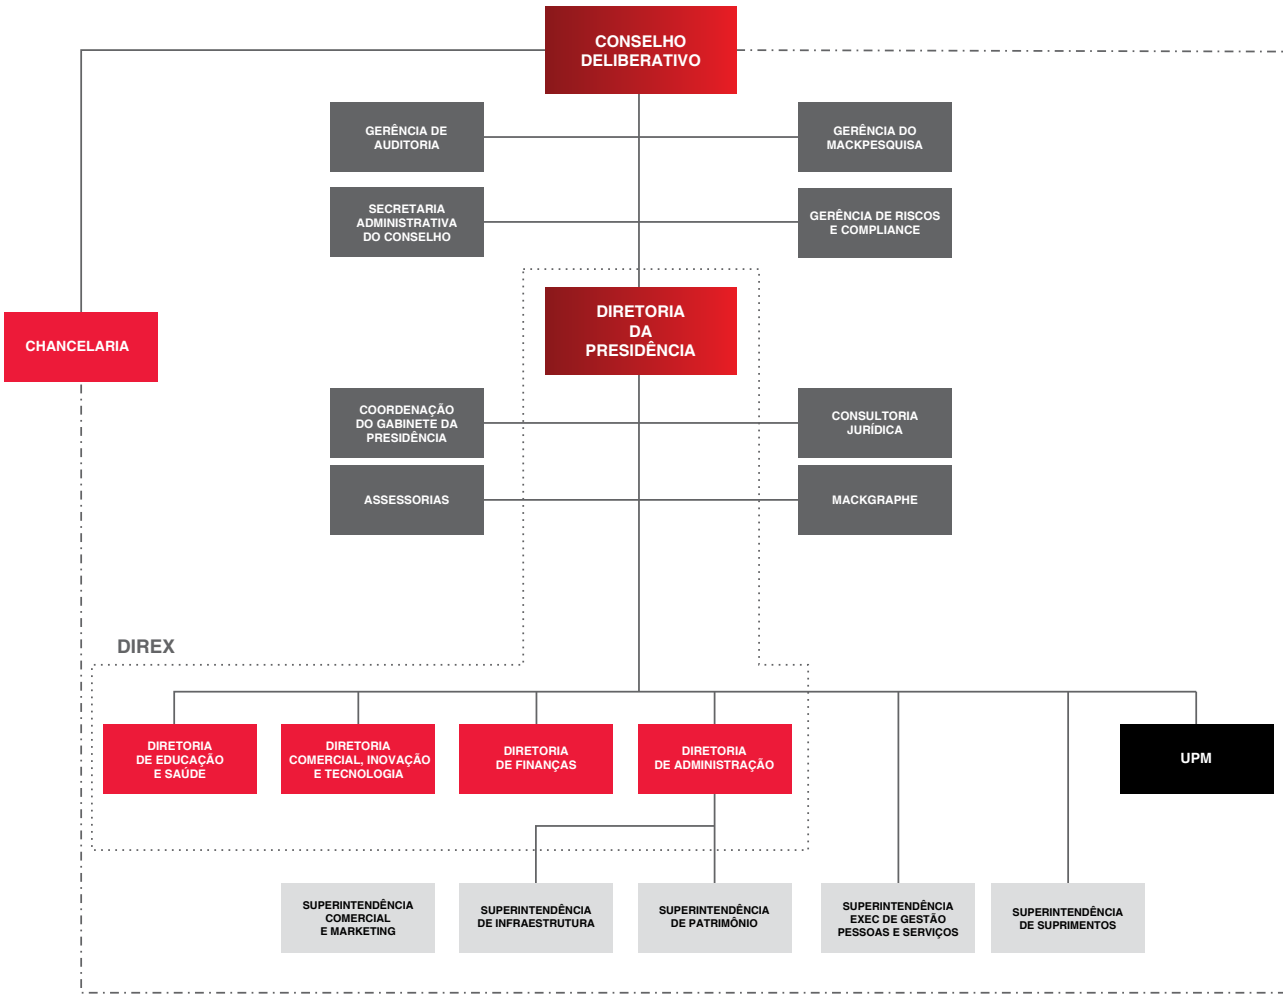 CONSELHO
DELIBERATIVO
GERÊNCIA DE
AUDITORIA
GERÊNCIA DO
MACKPESQUISA
SECRETARIA
ADMINISTRATIVA
DO CONSELHO
GERÊNCIA DE RISCOS
E COMPLIANCE
DIRETORIA
DA
PRESIDÊNCIA
CHANCELARIA
COORDENAÇÃO
DO GABINETE DA
PRESIDÊNCIA
CONSULTORIA
JURÍDICA
ASSESSORIAS
MACKGRAPHE
DIREX
DIRETORIA
DE EDUCAÇÃO
E SAÚDE
DIRETORIA
COMERCIAL, INOVAÇÃO
E TECNOLOGIA
DIRETORIA
DE FINANÇAS
DIRETORIA
DE ADMINISTRAÇÃO
UPM
SUPERINTENDÊNCIA
COMERCIAL
E MARKETING
SUPERINTENDÊNCIA
DE INFRAESTRUTURA
SUPERINTENDÊNCIA
DE PATRIMÔNIO
SUPERINTENDÊNCIA
EXEC DE GESTÃO
PESSOAS E SERVIÇOS
SUPERINTENDÊNCIA
DE SUPRIMENTOS